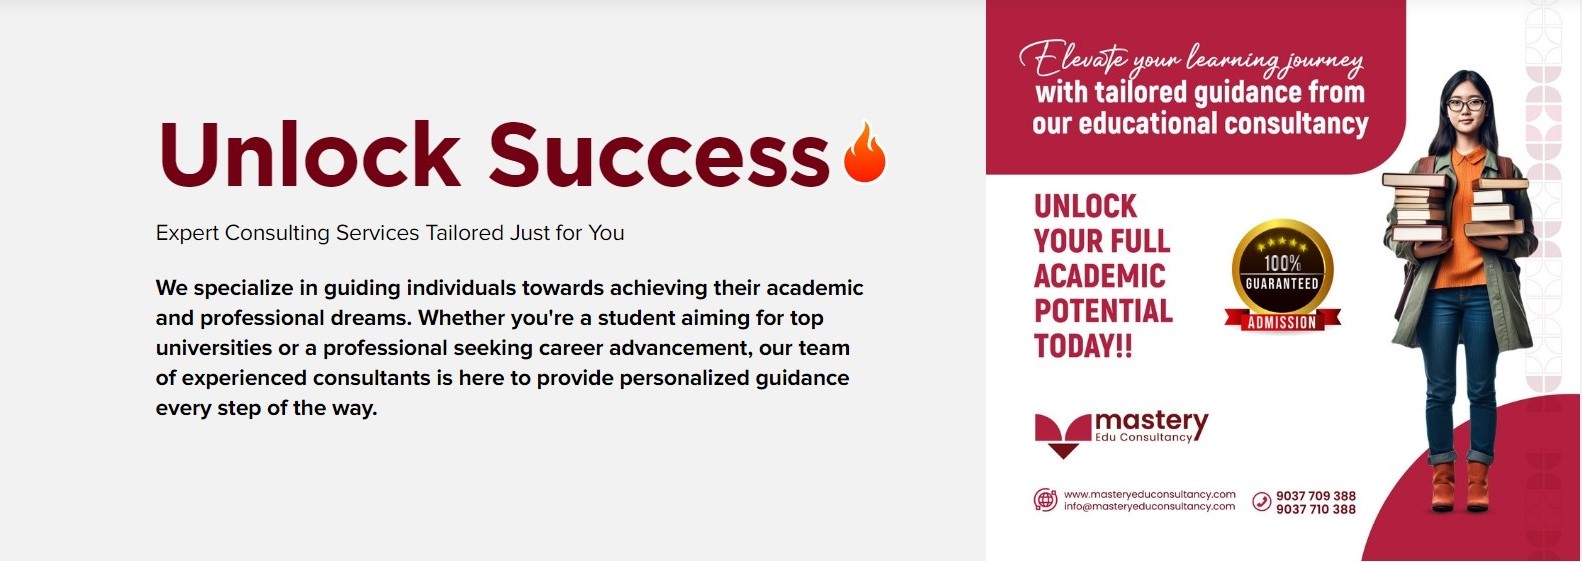 Unlock Success
Expert Consulting Services Tailored Just for You
We specialize in guiding individuals towards achieving their academic
and professional dreams. Whether you're a student aiming for top
universities or a professional seeking career advancement, our team
of experienced consultants is here to provide personalized guidance
every step of the way.
Elevate your learning journey
with tailored guidance from
our educational consultancy
UNLOCK
YOUR FULL
ACADEMIC
POTENTIAL
TODAY!!
100%
GUARANTEED
ADMISSION
mastery
Edu Consultancy
www.masteryeduconsultancy.com
info@masteryeduconsultancy.com
9037 709 388
9037 710 388